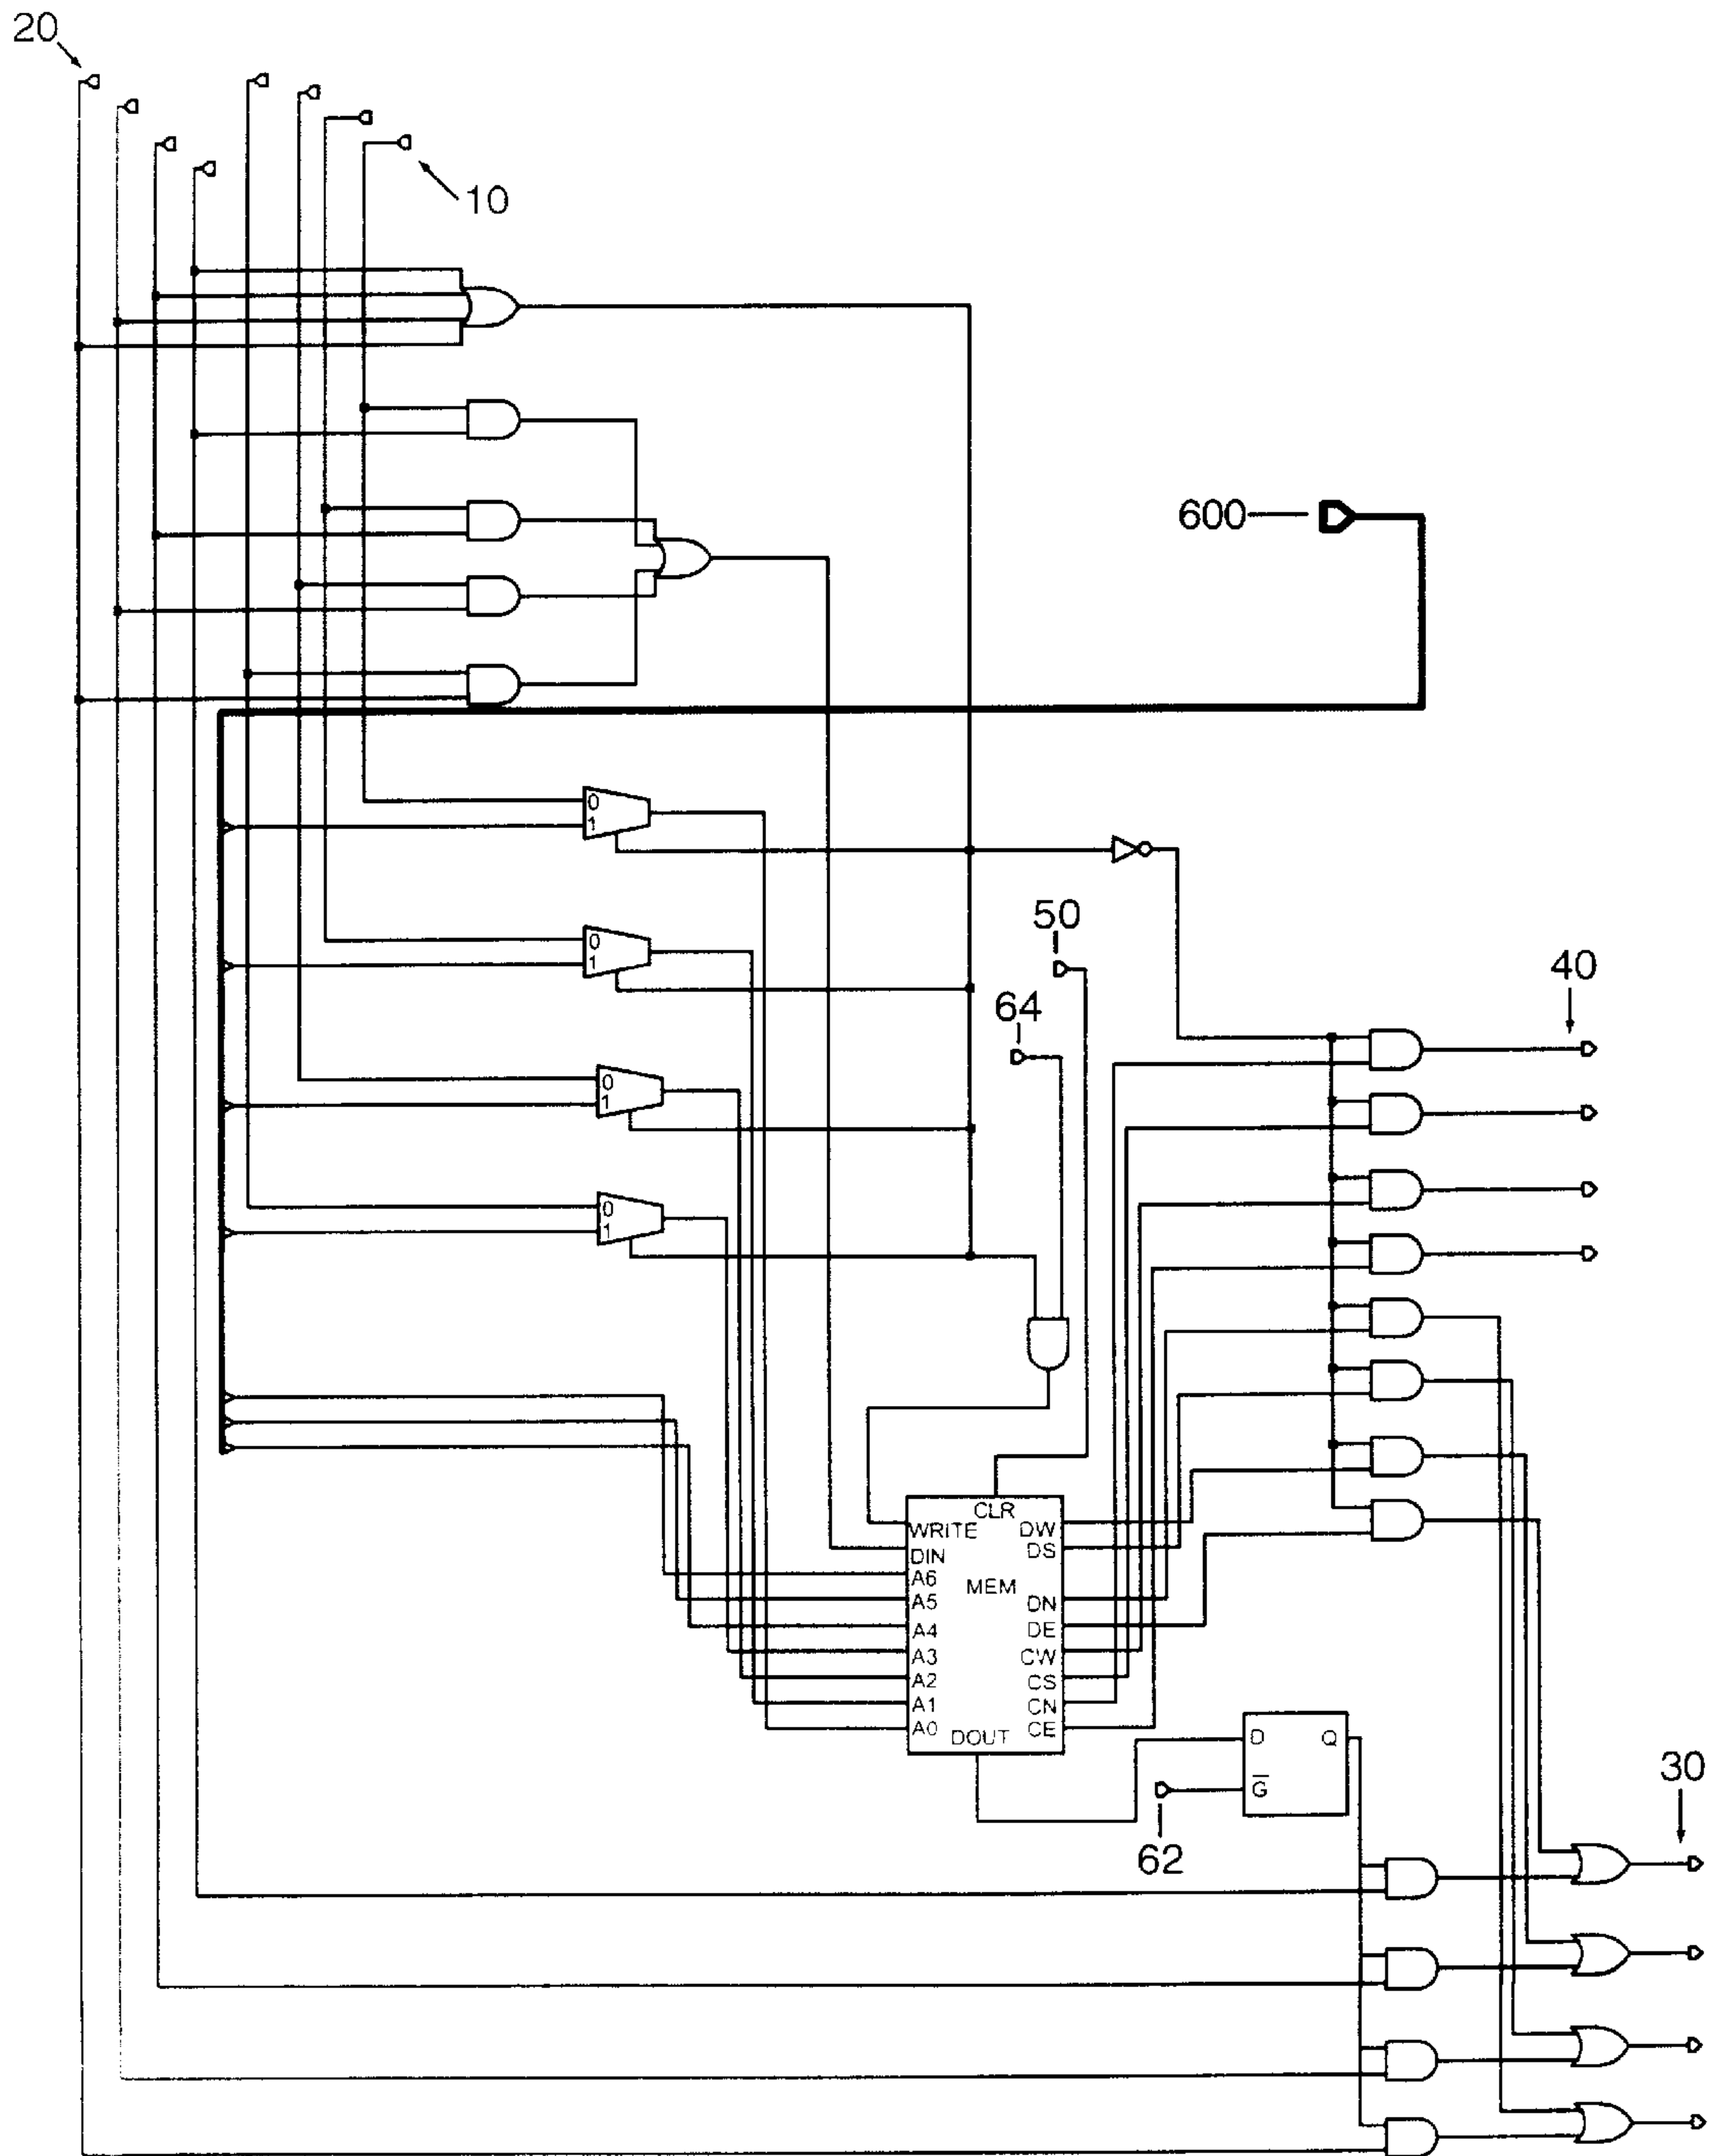 20
10
600
0
1
50
0
1
40
64
0
1
0
1
CLR
WRITE DW
DIN DS
A6 MEM
A5 DN
A4 DE
A3 CW
A2 CS
A1 CN
A0 DOUT CE
D Q
G̅
30
62